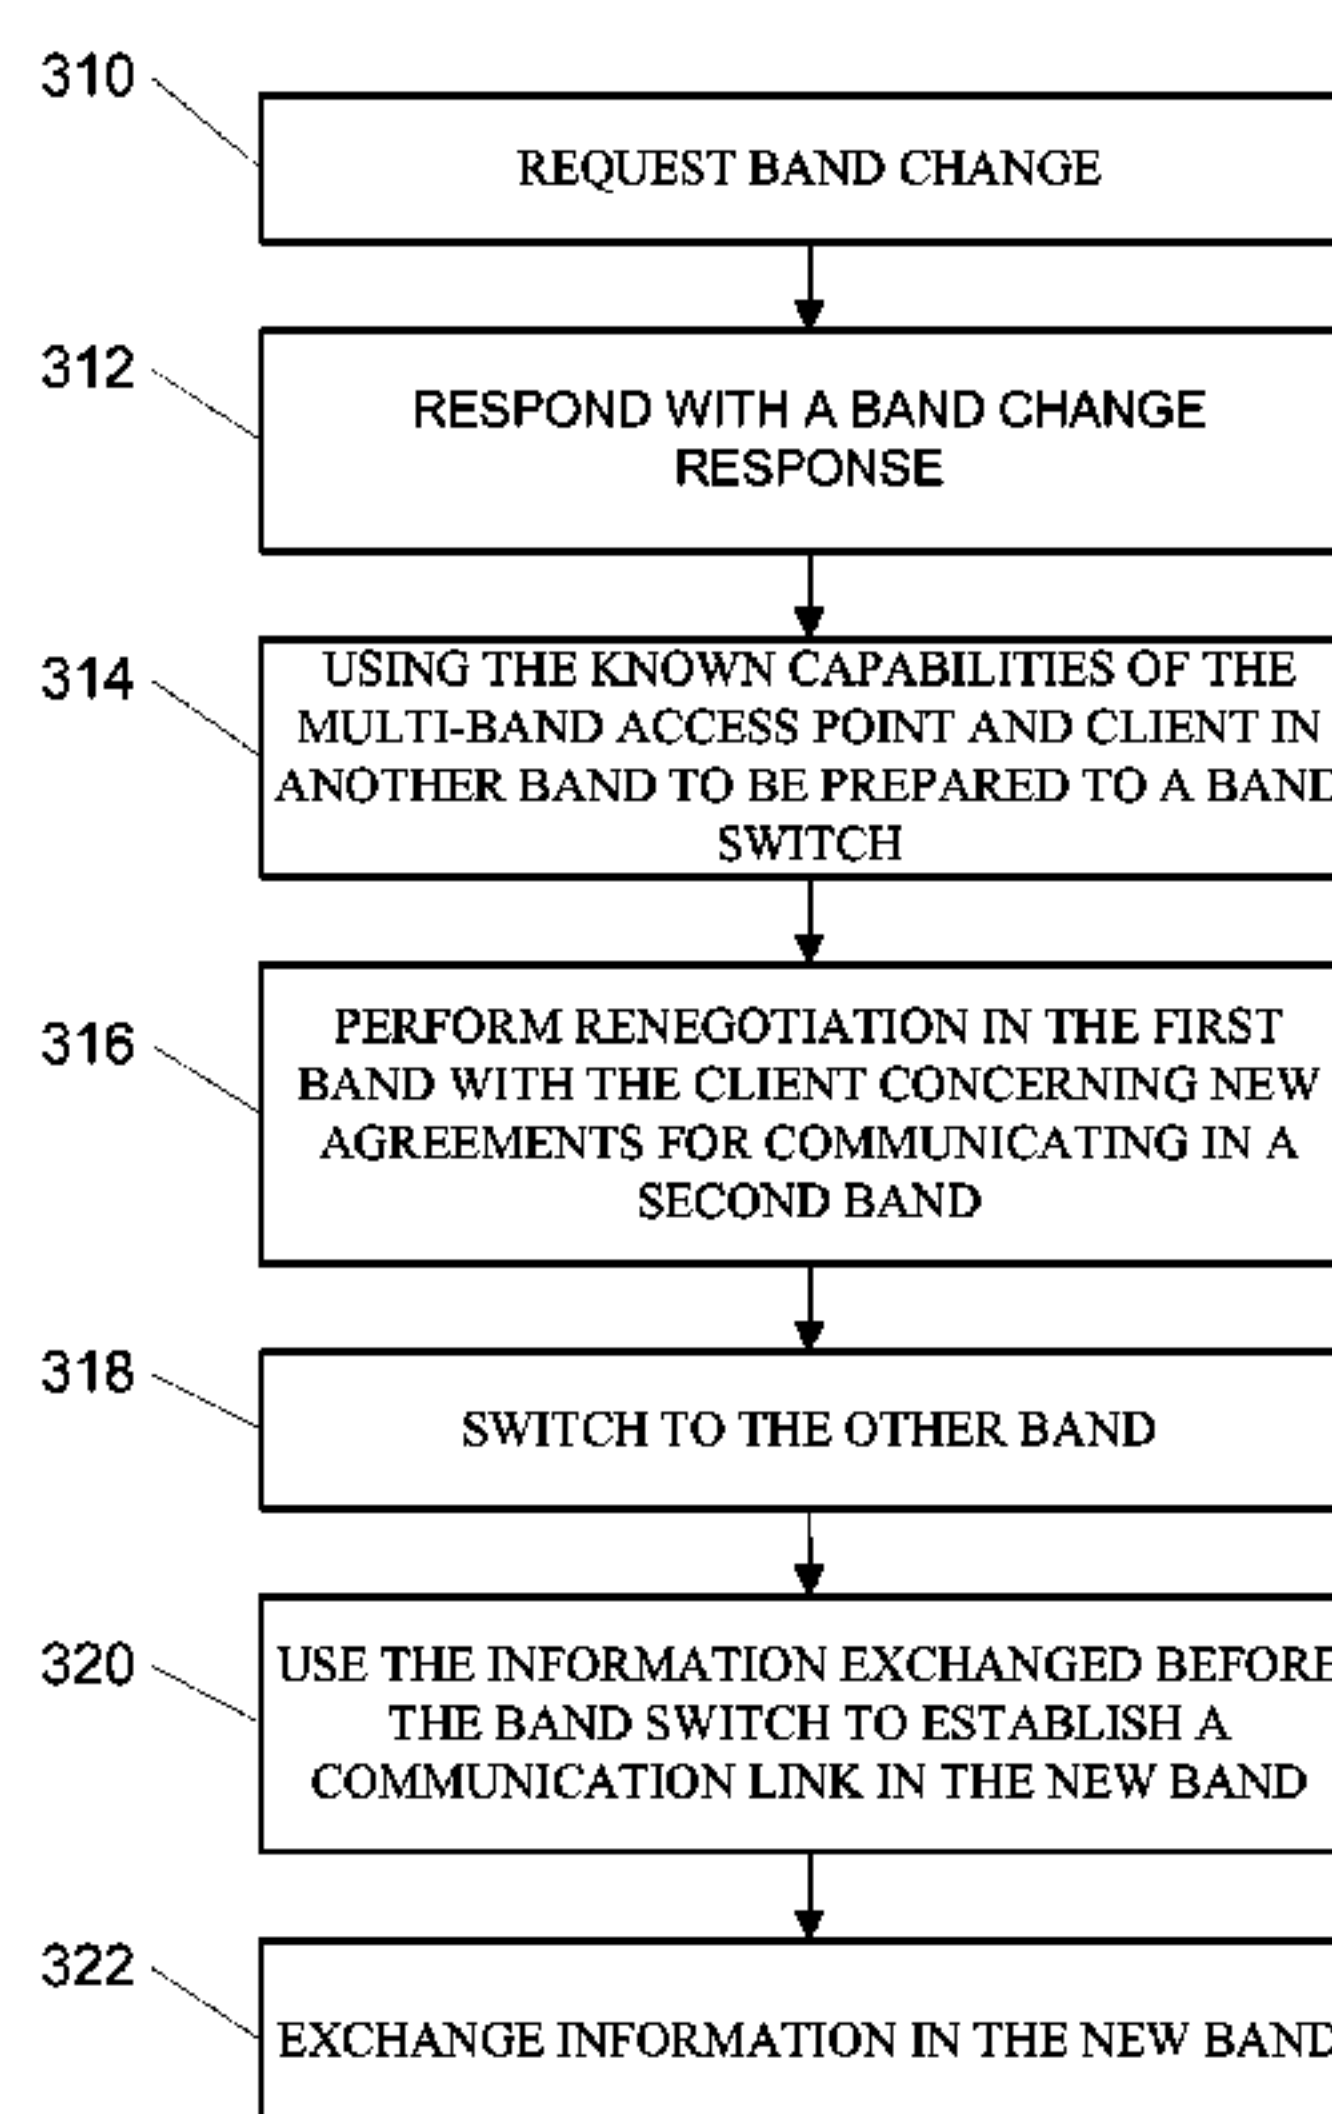 310
REQUEST BAND CHANGE
312
RESPOND WITH A BAND CHANGE
RESPONSE
314
USING THE KNOWN CAPABILITIES OF THE
MULTI-BAND ACCESS POINT AND CLIENT IN
ANOTHER BAND TO BE PREPARED TO A BAND
SWITCH
316
PERFORM RENEGOTIATION IN THE FIRST
BAND WITH THE CLIENT CONCERNING NEW
AGREEMENTS FOR COMMUNICATING IN A
SECOND BAND
318
SWITCH TO THE OTHER BAND
320
USE THE INFORMATION EXCHANGED BEFORE
THE BAND SWITCH TO ESTABLISH A
COMMUNICATION LINK IN THE NEW BAND
322
EXCHANGE INFORMATION IN THE NEW BAND